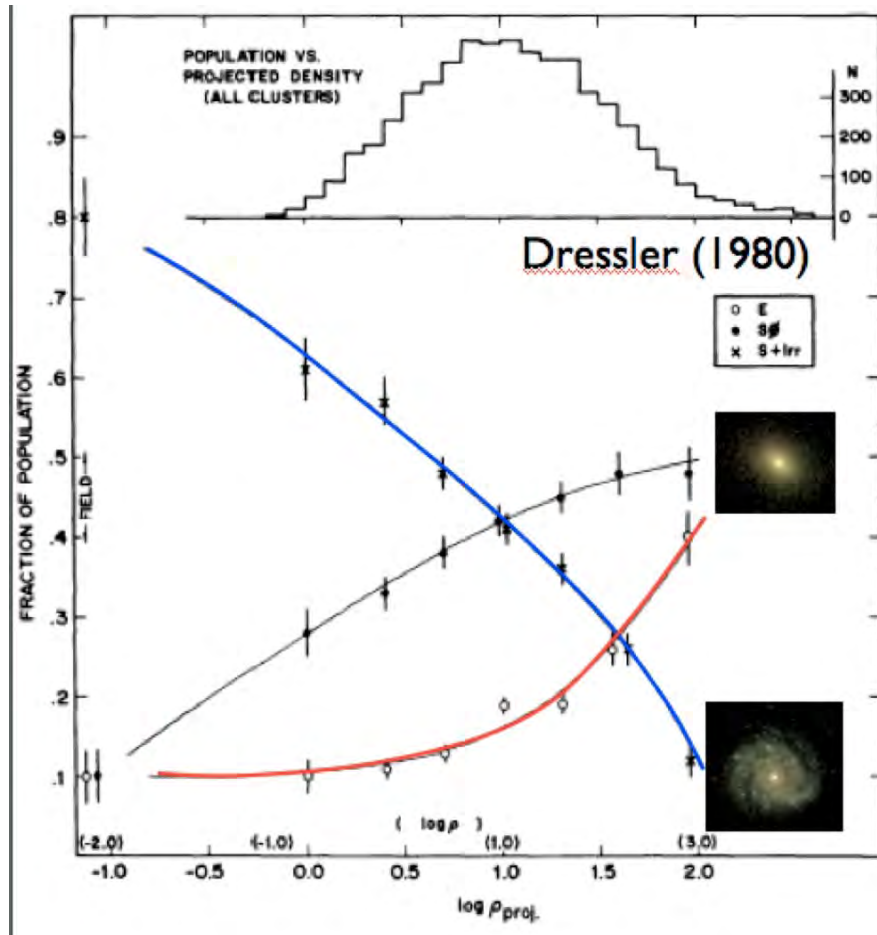 POPULATION VS.
PROJECTED DENSITY
(ALL CLUSTERS)
N
300
200
100
0
.9
.8
.7
.6
.5
.4
.3
.2
.1
FRACTION OF POPULATION
FIELD
Dressler (1980)
E
SØ
S+Irr
( log ρ )
(-2.0) (-1.0) (1.0) (3.0)
-1.0 -0.5 0.0 0.5 1.0 1.5 2.0
log ρproj.